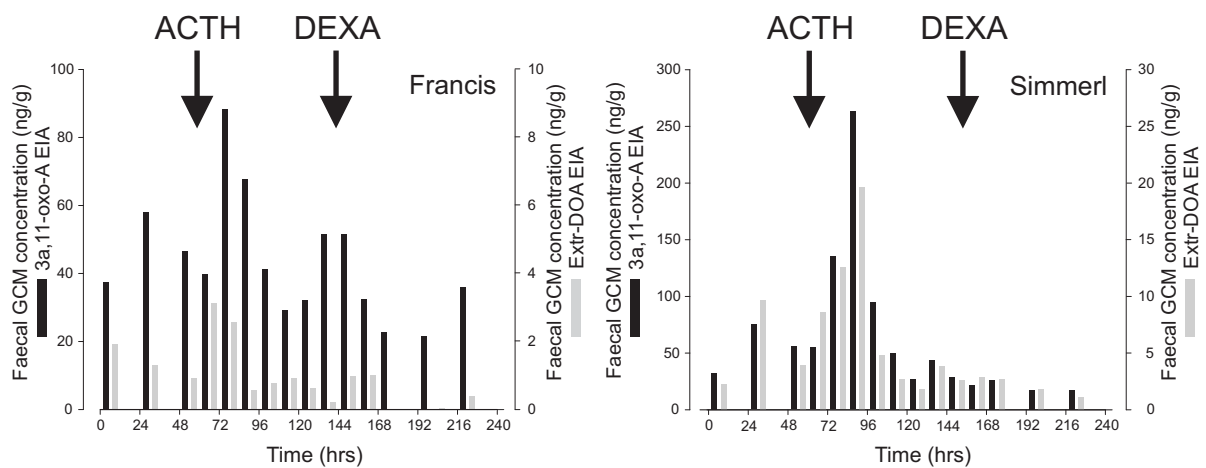 ACTH DEXA
Francis
100
80
60
40
20
0
10
8
6
4
2
0
Faecal GCM concentration (ng/g)
3a,11-oxo-A EIA
Faecal GCM concentration (ng/g)
Extr-DOA EIA
0 24 48 72 96 120 144 168 192 216 240
Time (hrs)
ACTH DEXA
Simmerl
300
250
200
150
100
50
0
30
25
20
15
10
5
0
Faecal GCM concentration (ng/g)
3a,11-oxo-A EIA
Faecal GCM concentration (ng/g)
Extr-DOA EIA
0 24 48 72 96 120 144 168 192 216 240
Time (hrs)